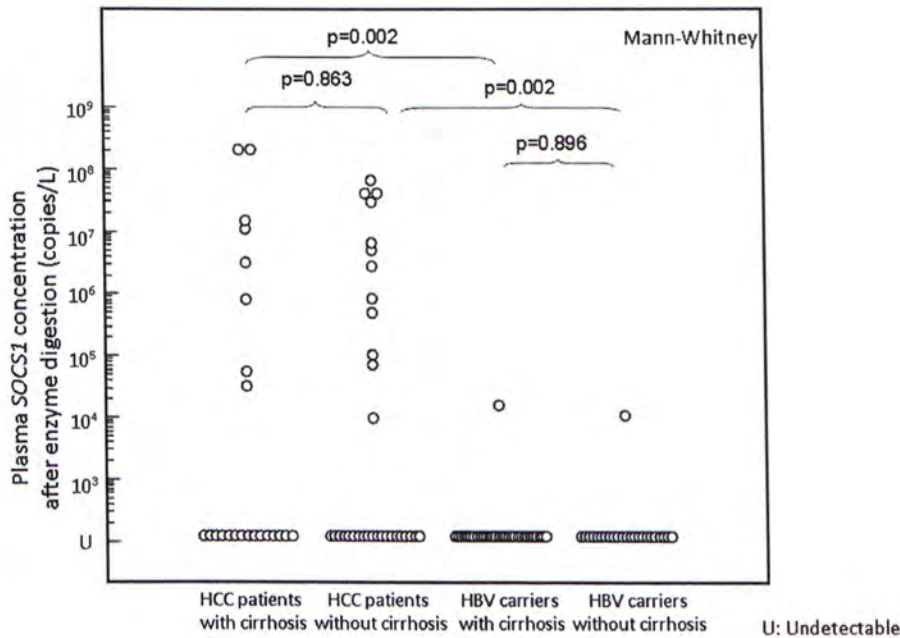 Mann-Whitney
p=0.002
p=0.863
p=0.002
p=0.896
Plasma SOCS1 concentration
after enzyme digestion (copies/L)
10⁹
10⁸
10⁷
10⁶
10⁵
10⁴
10³
U
HCC patients
with cirrhosis
HCC patients
without cirrhosis
HBV carriers
with cirrhosis
HBV carriers
without cirrhosis
U: Undetectable